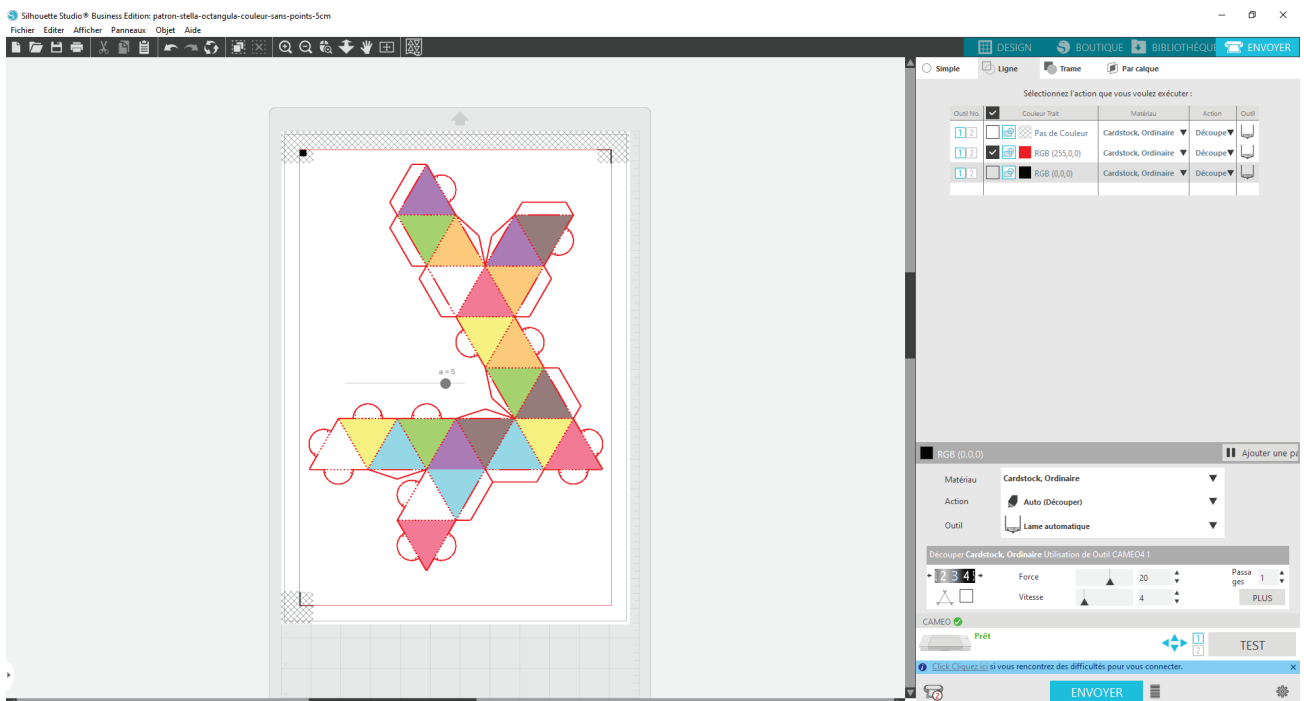 Silhouette Studio® Business Edition: patron-stella-octangula-couleur-sans-points-5cm
Fichier Editer Afficher Panneaux Objet Aide
DESIGN BOUTIQUE BIBLIOTHÈQUE ENVOYER
Simple Ligne Trame Par calque
Sélectionnez l'action que vous voulez exécuter :
Outil No. Couleur Trait Matériau Action Outil
1 2 Pas de Couleur Cardstock, Ordinaire Découpe
1 2 RGB (255,0,0) Cardstock, Ordinaire Découpe
1 2 RGB (0,0,0) Cardstock, Ordinaire Découpe
a = 5
RGB (0,0,0) Ajouter une pa
Matériau Cardstock, Ordinaire
Action Auto (Découper)
Outil Lame automatique
Découper Cardstock, Ordinaire Utilisation de Outil CAMEO4 1
2 3 4 Force 20 Passa
ges 1
Vitesse 4 PLUS
CAMEO
Prêt
1
2
TEST
Click Cliquez ici si vous rencontrez des difficultés pour vous connecter.
2
ENVOYER